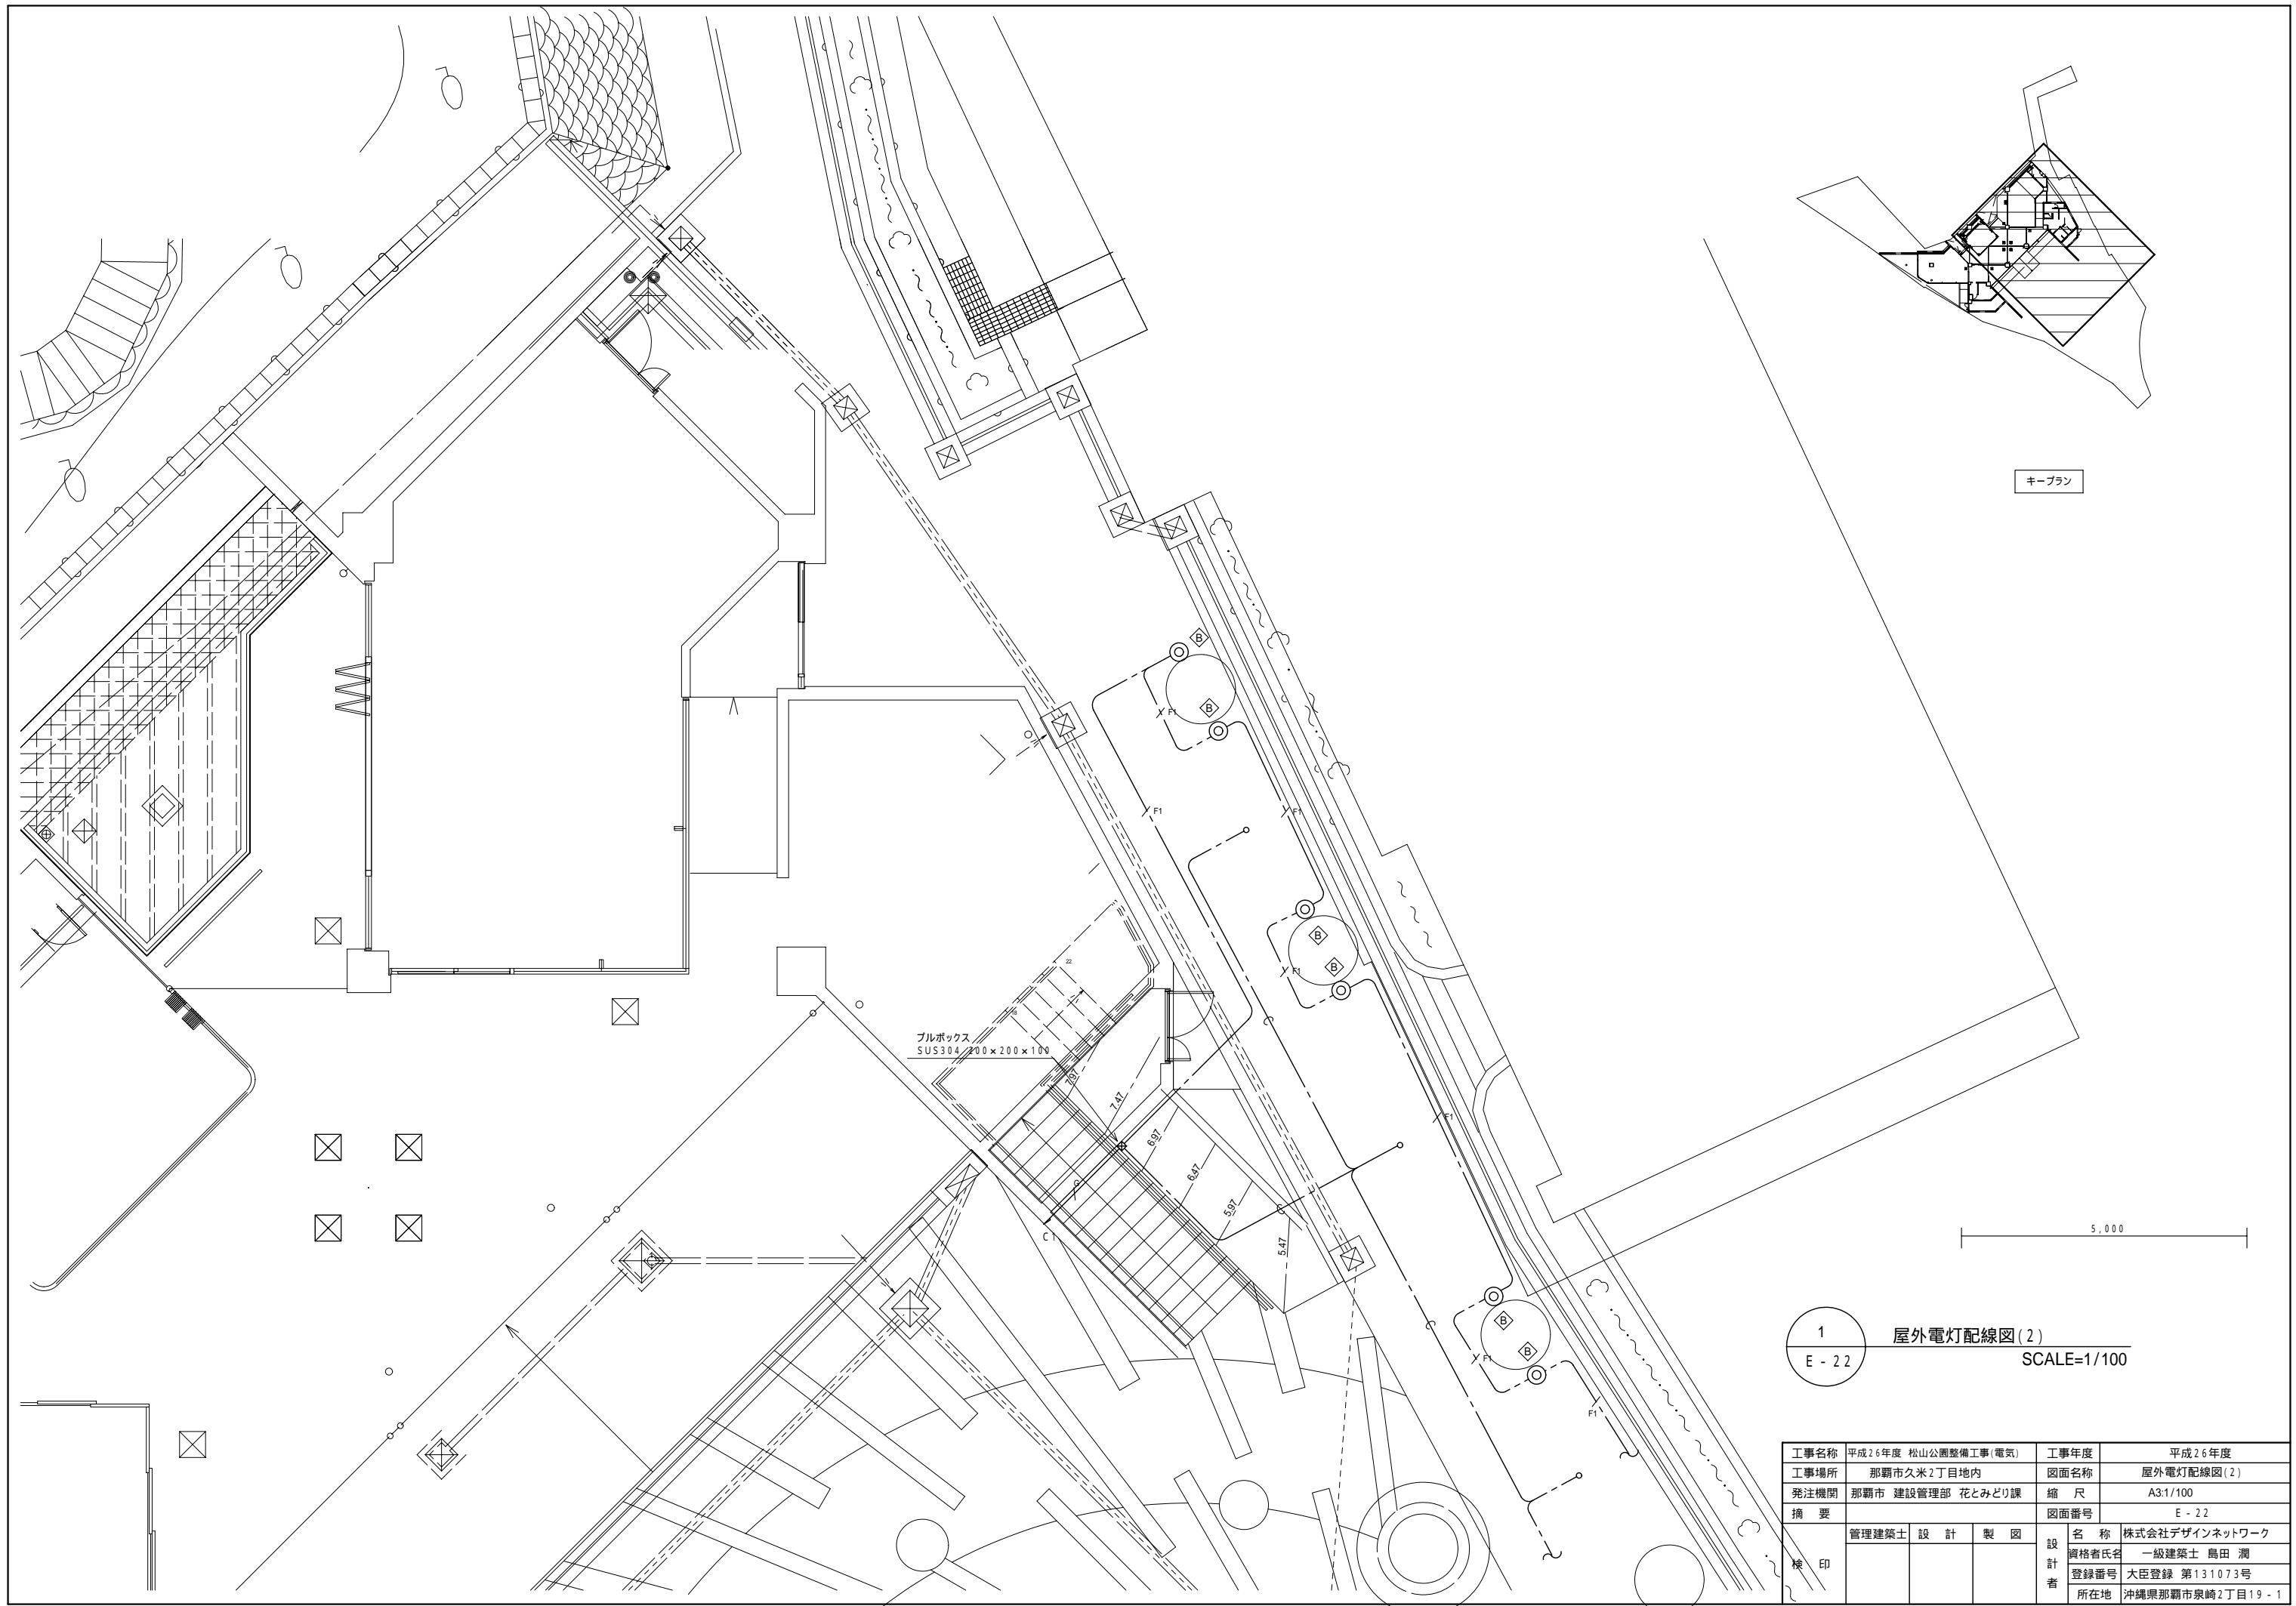 キープラン
B
B
F1
F1
F1
B
F1
B
22
プルボックス
SUS304 200×200×100
7.97
7.47
F1
6.97
6.47
G
5.97
C1
5.47
5,000
B
B
F1
F1
1
E - 22
屋外電灯配線図(2)
SCALE=1/100
工事名称 平成26年度 松山公園整備工事(電気) 工事年度 平成26年度
工事場所 那覇市久米2丁目地内 図面名称 屋外電灯配線図(2)
発注機関 那覇市 建設管理部 花とみどり課 縮 尺 A3:1/100
摘 要 図面番号 E - 22
検 印 管理建築士 設 計 製 図 設計者 名 称 株式会社デザインネットワーク
資格者氏名 一級建築士 島田 潤
登録番号 大臣登録 第131073号
所在地 沖縄県那覇市泉崎2丁目19 - 1